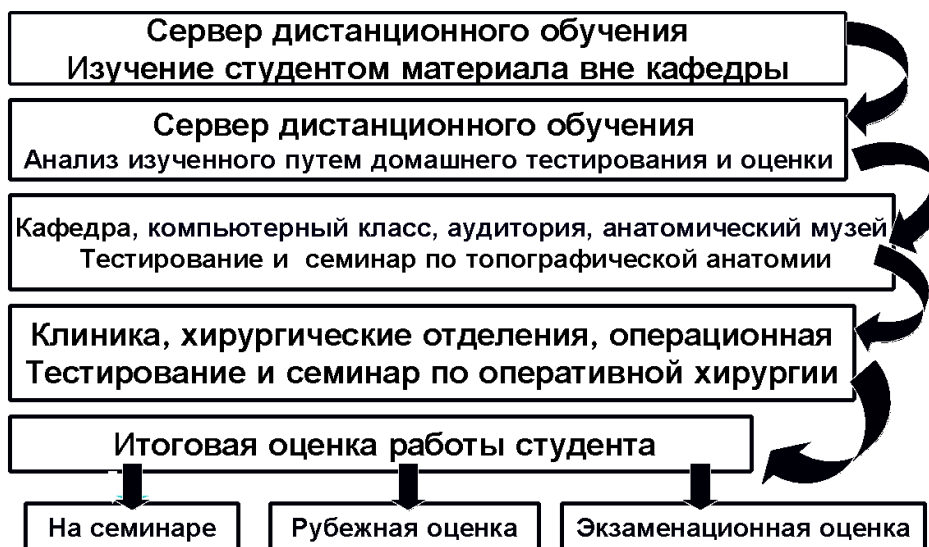 Сервер дистанционного обучения
Изучение студентом материала вне кафедры
Сервер дистанционного обучения
Анализ изученного путем домашнего тестирования и оценки
Кафедра, компьютерный класс, аудитория, анатомический музей
Тестирование и семинар по топографической анатомии
Клиника, хирургические отделения, операционная
Тестирование и семинар по оперативной хирургии
Итоговая оценка работы студента
На семинаре
Рубежная оценка
Экзаменационная оценка